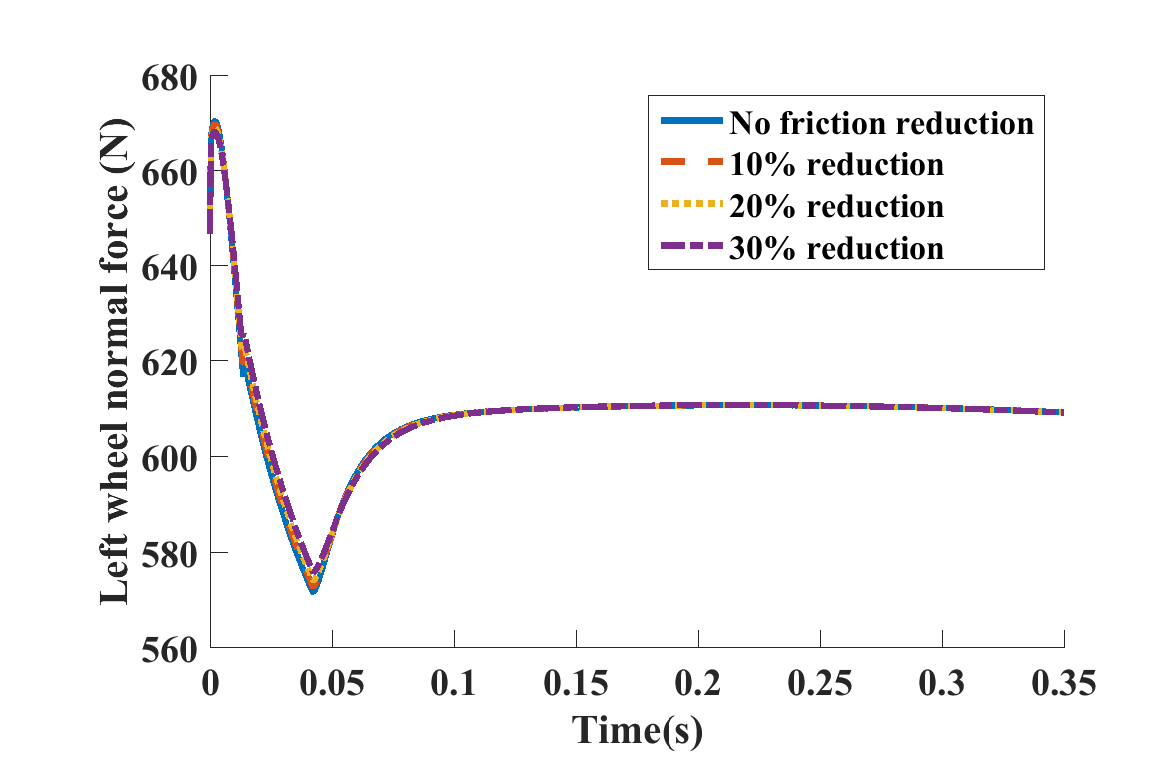 680
660
640
620
600
580
560
Left wheel normal force (N)
No friction reduction
10% reduction
20% reduction
30% reduction
0 0.05 0.1 0.15 0.2 0.25 0.3 0.35
Time(s)